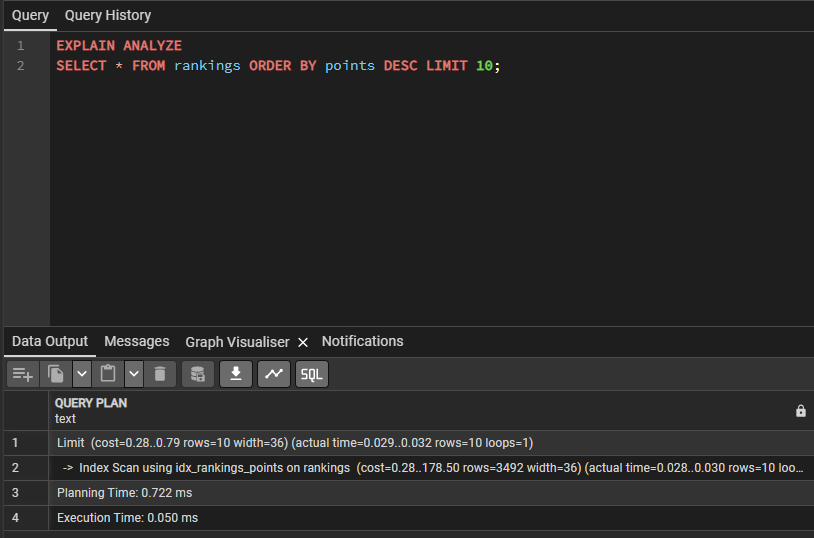 Query Query History
1 EXPLAIN ANALYZE
2 SELECT * FROM rankings ORDER BY points DESC LIMIT 10;
Data Output Messages Graph Visualiser × Notifications
SQL
QUERY PLAN
text
1 Limit (cost=0.28..0.79 rows=10 width=36) (actual time=0.029..0.032 rows=10 loops=1)
2 -> Index Scan using idx_rankings_points on rankings (cost=0.28..178.50 rows=3492 width=36) (actual time=0.028..0.030 rows=10 loo...
3 Planning Time: 0.722 ms
4 Execution Time: 0.050 ms